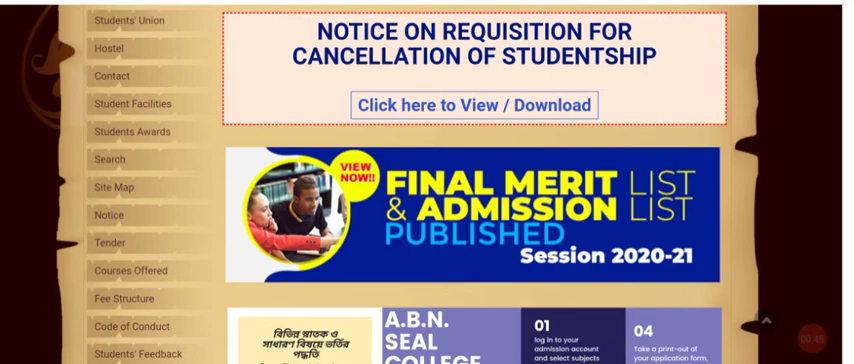 Students' Union
Hostel
Contact
Student Facilities
Students Awards
Search
Site Map
Notice
Tender
Courses Offered
Fee Structure
Code of Conduct
Students' Feedback
NOTICE ON REQUISITION FOR
CANCELLATION OF STUDENTSHIP
Click here to View / Download
VIEW
NOW!!
FINAL MERIT LIST
& ADMISSION LIST
PUBLISHED
Session 2020-21
বিভিন্ন স্নাতক ও
সাধারণ বিষয়ে ভর্তির
পদ্ধতি
A.B.N.
SEAL
COLLEGE
01
log in to your
admission account
and select subjects
04
Take a print-out of
your application form,
00:49